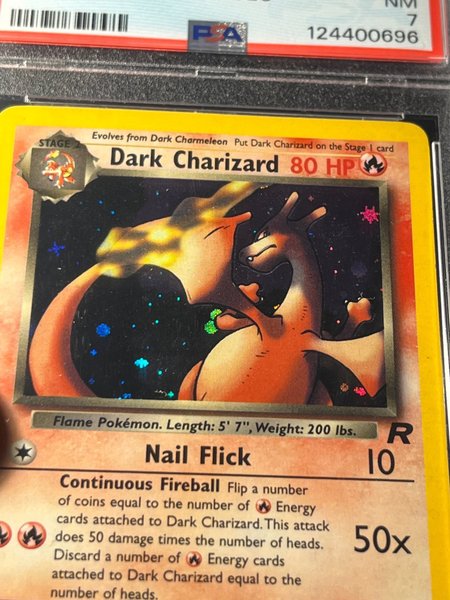 NM
7
PSA
124400696
Evolves from Dark Charmeleon Put Dark Charizard on the Stage 1 card
STAGE 2
Dark Charizard 80 HP
Flame Pokémon. Length: 5' 7", Weight: 200 lbs.
R
Nail Flick 10
Continuous Fireball Flip a number
of coins equal to the number of Energy
cards attached to Dark Charizard. This attack
does 50 damage times the number of heads.
50x
Discard a number of Energy cards
attached to Dark Charizard equal to the
number of heads.